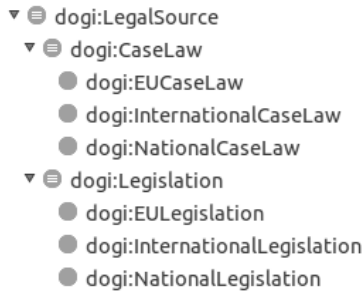 dogi:LegalSource
dogi:CaseLaw
dogi:EUCaseLaw
dogi:InternationalCaseLaw
dogi:NationalCaseLaw
dogi:Legislation
dogi:EULegislation
dogi:InternationalLegislation
dogi:NationalLegislation